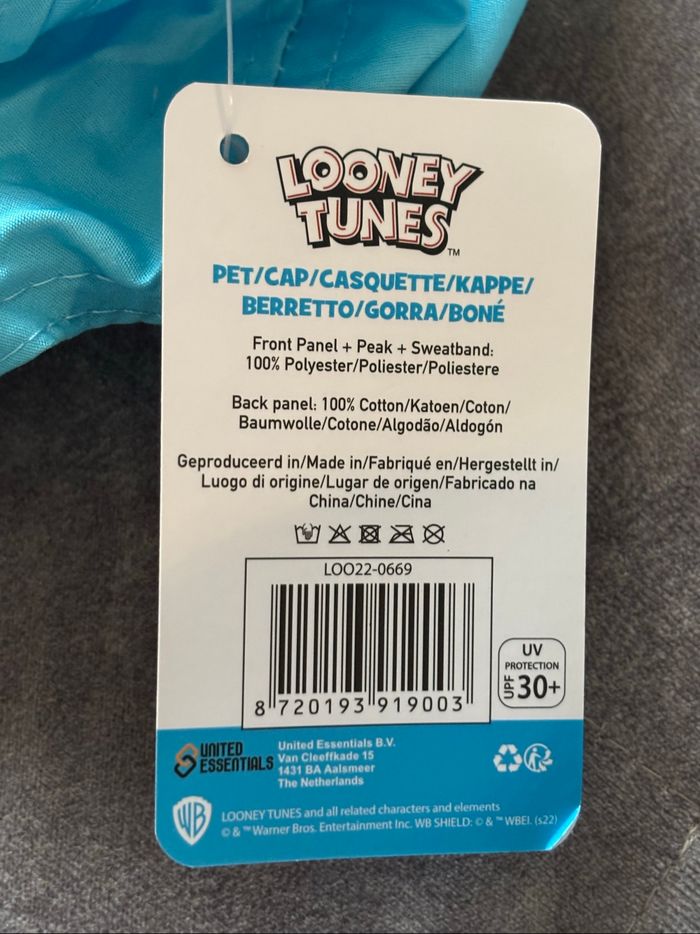 LOONEY
TUNES™
PET/CAP/CASQUETTE/KAPPE/
BERRETTO/GORRA/BONÉ
Front Panel + Peak + Sweatband:
100% Polyester/Poliester/Poliestere
Back panel: 100% Cotton/Katoen/Coton/
Baumwolle/Cotone/Algodão/Aldogón
Geproduceerd in/Made in/Fabriqué en/Hergestellt in/
Luogo di origine/Lugar de origen/Fabricado na
China/Chine/Cina
LOO22-0669
8 720193 919003
UV
PROTECTION
UPF 30+
UNITED
ESSENTIALS
United Essentials B.V.
Van Cleeffkade 15
1431 BA Aalsmeer
The Netherlands
WB
LOONEY TUNES and all related characters and elements
© & ™ Warner Bros. Entertainment Inc. WB SHIELD: © & ™ WBEI. (s22)